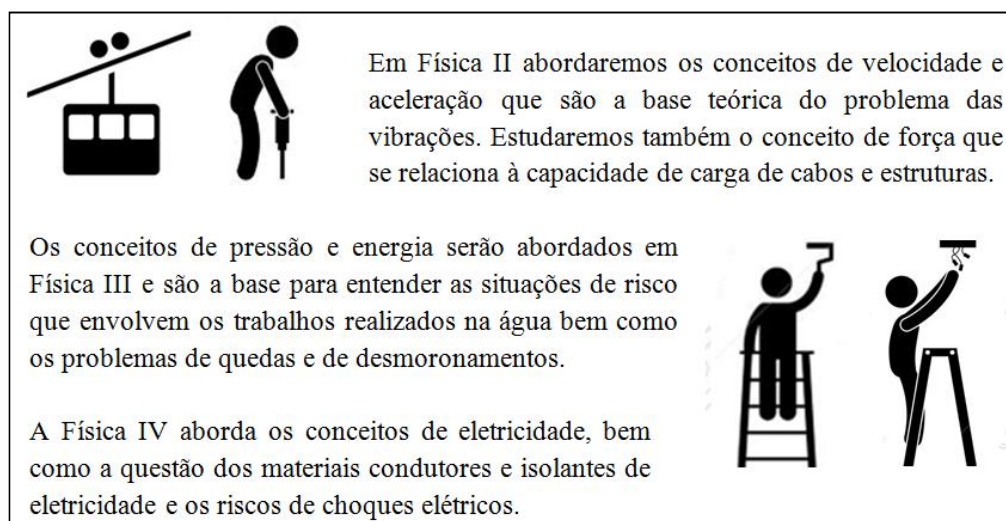 Em Física II abordaremos os conceitos de velocidade e
aceleração que são a base teórica do problema das
vibrações. Estudaremos também o conceito de força que
se relaciona à capacidade de carga de cabos e estruturas.
Os conceitos de pressão e energia serão abordados em
Física III e são a base para entender as situações de risco
que envolvem os trabalhos realizados na água bem como
os problemas de quedas e de desmoronamentos.
A Física IV aborda os conceitos de eletricidade, bem
como a questão dos materiais condutores e isolantes de
eletricidade e os riscos de choques elétricos.